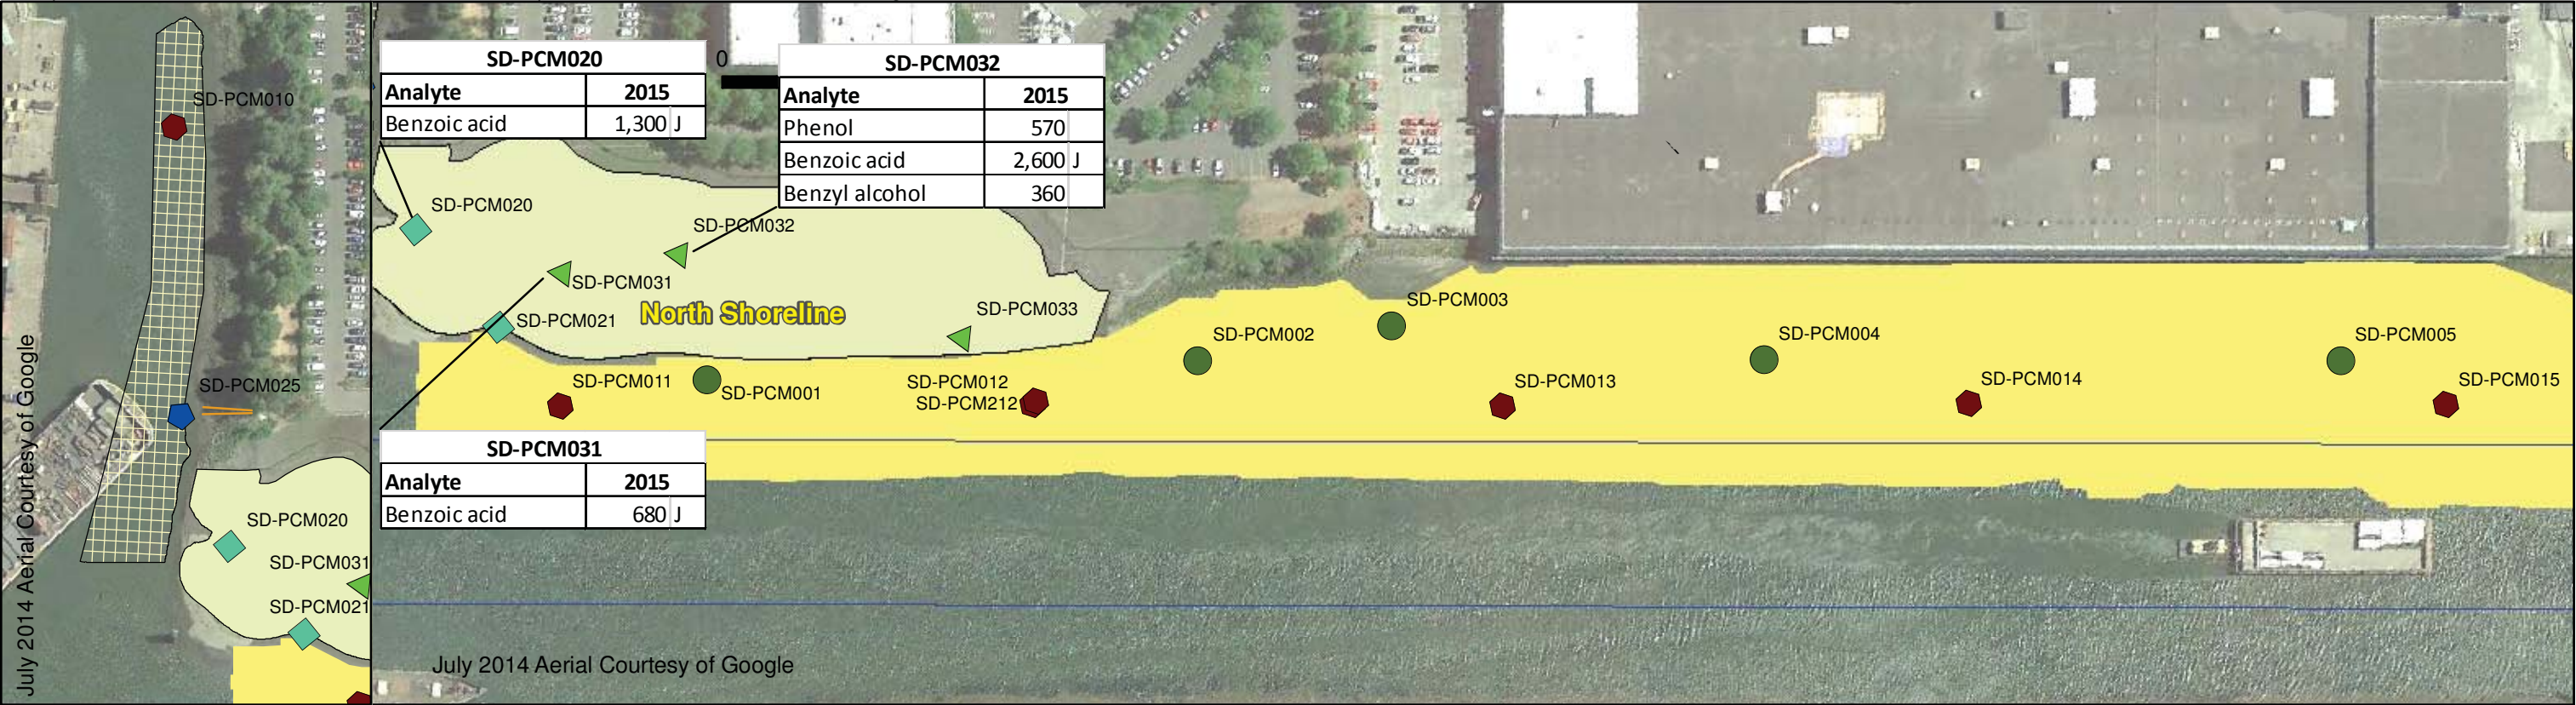 SD-PCM010
SD-PCM025
SD-PCM020
SD-PCM031
SD-PCM021
July 2014 Aerial Courtesy of Google
SD-PCM020
Analyte 2015
Benzoic acid 1,300 J
0
SD-PCM032
Analyte 2015
Phenol 570
Benzoic acid 2,600 J
Benzyl alcohol 360
SD-PCM020
SD-PCM032
SD-PCM031
SD-PCM021
North Shoreline
SD-PCM033
SD-PCM003
SD-PCM002
SD-PCM004
SD-PCM005
SD-PCM011
SD-PCM001
SD-PCM012
SD-PCM212
SD-PCM013
SD-PCM014
SD-PCM015
SD-PCM031
Analyte 2015
Benzoic acid 680 J
July 2014 Aerial Courtesy of Google